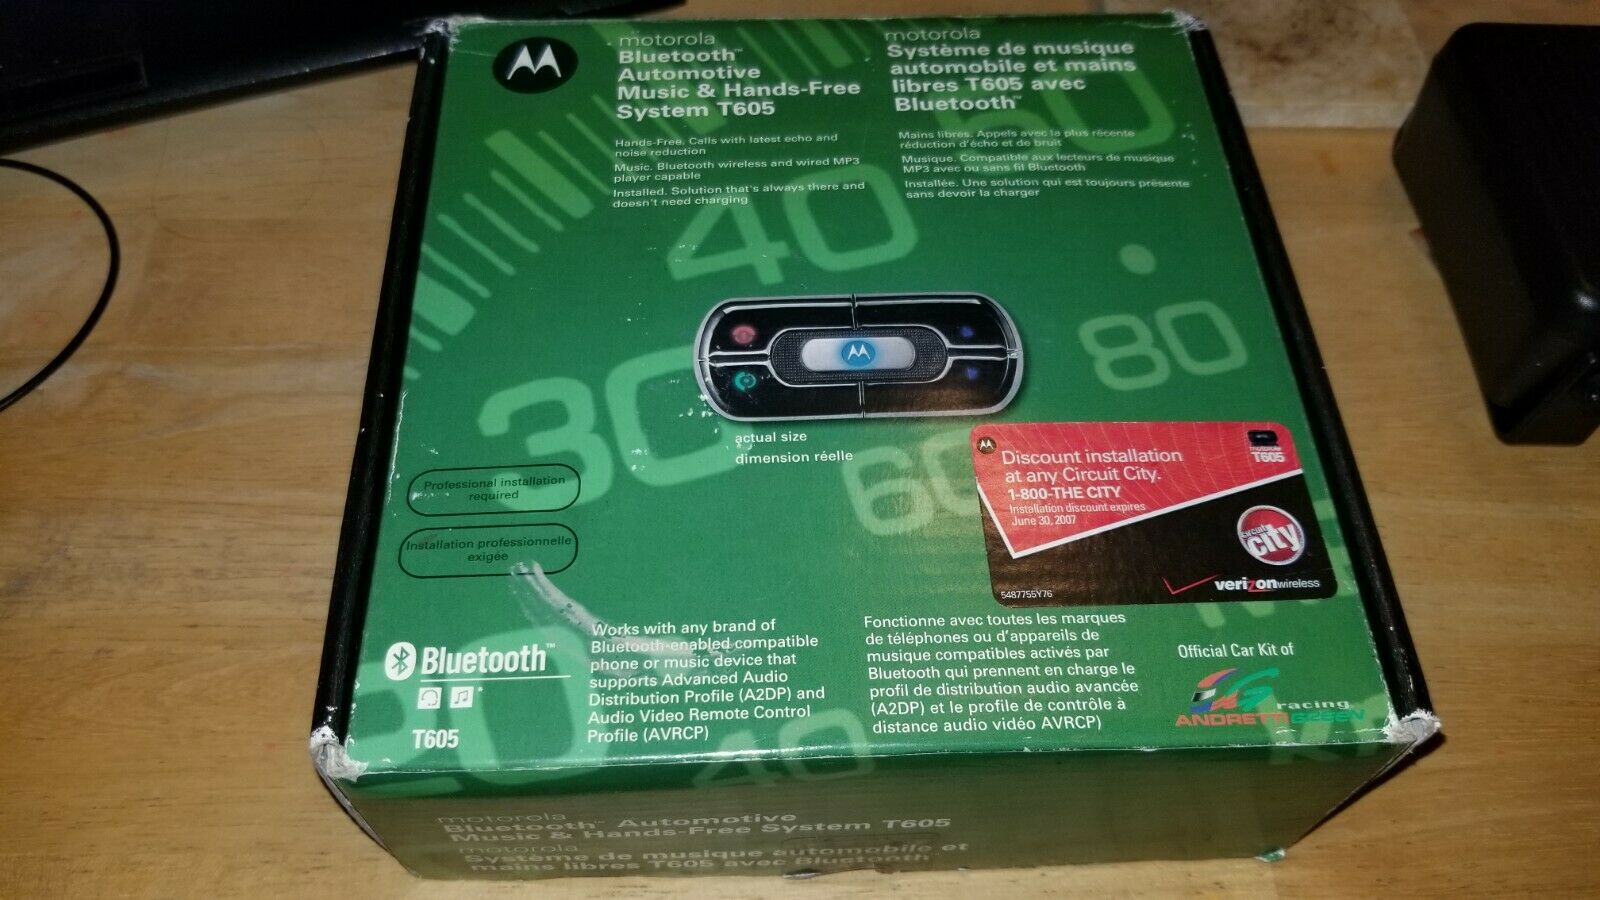 motorola
Bluetooth™
Automotive
Music & Hands-Free
System T605
Hands-Free. Calls with latest echo and
noise reduction
Music. Bluetooth wireless and wired MP3
player capable
Installed. Solution that's always there and
doesn't need charging
motorola
Système de musique
automobile et mains
libres T605 avec
Bluetooth™
Mains libres. Appels avec la plus récente
réduction d'écho et de bruit
Musique. Compatible aux lecteurs de musique
MP3 avec ou sans fil Bluetooth
Installée. Une solution qui est toujours présente
sans devoir la charger
40
60
30
80
60
20
40
actual size
dimension réelle
Professional installation
required
Installation professionnelle
exigée
Discount installation
at any Circuit City.
1-800-THE CITY
Installation discount expires
June 30, 2007
motorola
T605
circuit
city
verizonwireless
5487755Y76
Bluetooth™
*
T605
Works with any brand of
Bluetooth-enabled compatible
phone or music device that
supports Advanced Audio
Distribution Profile (A2DP) and
Audio Video Remote Control
Profile (AVRCP)
Fonctionne avec toutes les marques
de téléphones ou d'appareils de
musique compatibles activés par
Bluetooth qui prennent en charge le
profil de distribution audio avancée
(A2DP) et le profil de contrôle à
distance audio vidéo AVRCP)
Official Car Kit of
racing
ANDRETTI GREEN
motorola
Bluetooth™ Automotive
Music & Hands-Free System T605
motorola
Système de musique automobile et
mains libres T605 avec Bluetooth™